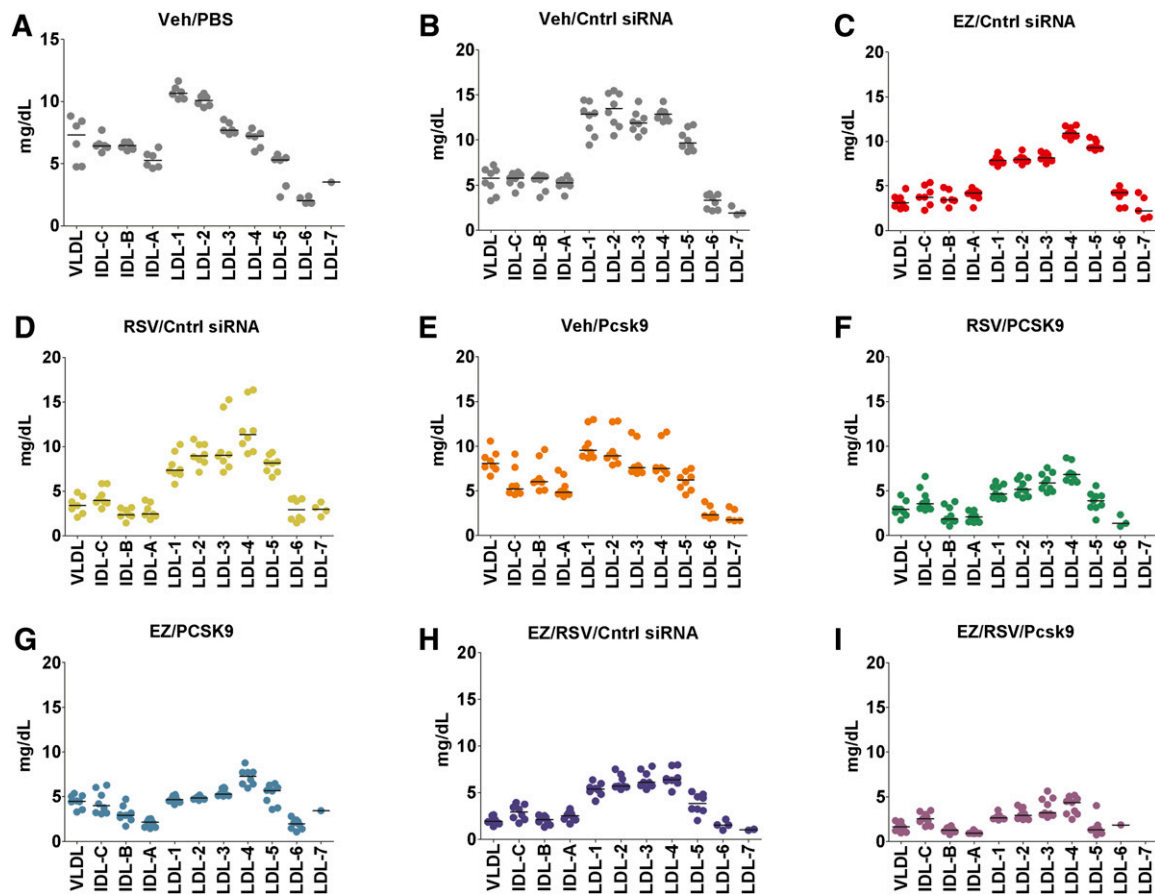 A Veh/PBS
mg/dL
15
10
5
0
VLDL IDL-C IDL-B IDL-A LDL-1 LDL-2 LDL-3 LDL-4 LDL-5 LDL-6 LDL-7
B Veh/Cntrl siRNA
mg/dL
20
15
10
5
0
VLDL IDL-C IDL-B IDL-A LDL-1 LDL-2 LDL-3 LDL-4 LDL-5 LDL-6 LDL-7
C EZ/Cntrl siRNA
mg/dL
20
15
10
5
0
VLDL IDL-C IDL-B IDL-A LDL-1 LDL-2 LDL-3 LDL-4 LDL-5 LDL-6 LDL-7
D RSV/Cntrl siRNA
mg/dL
20
15
10
5
0
VLDL IDL-C IDL-B IDL-A LDL-1 LDL-2 LDL-3 LDL-4 LDL-5 LDL-6 LDL-7
E Veh/Pcsk9
mg/dL
20
15
10
5
0
VLDL IDL-C IDL-B IDL-A LDL-1 LDL-2 LDL-3 LDL-4 LDL-5 LDL-6 LDL-7
F RSV/PCSK9
mg/dL
20
15
10
5
0
VLDL IDL-C IDL-B IDL-A LDL-1 LDL-2 LDL-3 LDL-4 LDL-5 LDL-6 LDL-7
G EZ/PCSK9
mg/dL
20
15
10
5
0
VLDL IDL-C IDL-B IDL-A LDL-1 LDL-2 LDL-3 LDL-4 LDL-5 LDL-6 LDL-7
H EZ/RSV/Cntrl siRNA
mg/dL
20
15
10
5
0
VLDL IDL-C IDL-B IDL-A LDL-1 LDL-2 LDL-3 LDL-4 LDL-5 LDL-6 LDL-7
I EZ/RSV/Pcsk9
mg/dL
20
15
10
5
0
VLDL IDL-C IDL-B IDL-A LDL-1 LDL-2 LDL-3 LDL-4 LDL-5 LDL-6 LDL-7